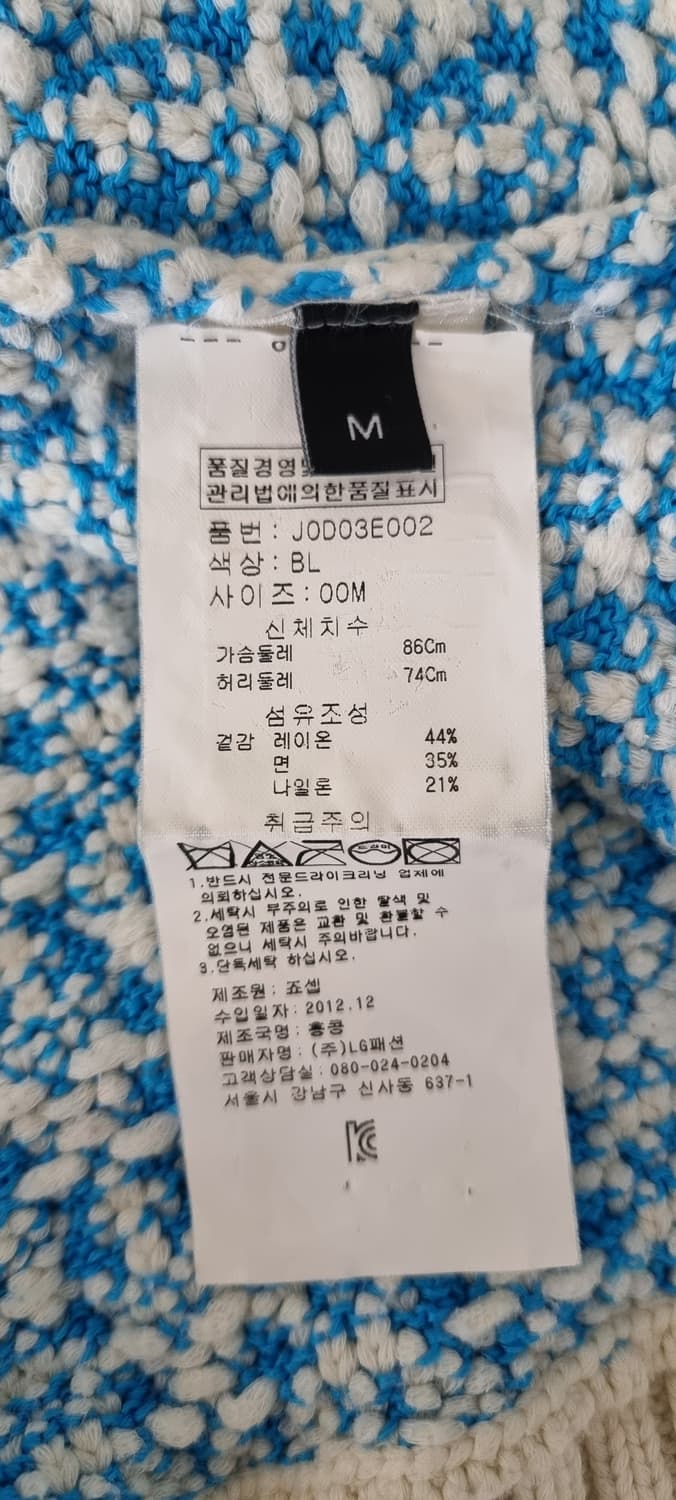 M
품질경영및
관리법에의한품질표시
품번: J0D03E002
색상: BL
사이즈: 00M
신체치수
가슴둘레 86Cm
허리둘레 74Cm
섬유조성
겉감 레이온 44%
면 35%
나일론 21%
취급주의
드라이
1.반드시 전문드라이크리닝 업체에
의뢰하십시오.
2.세탁시 부주의로 인한 탈색 및
오염된 제품은 교환 및 환불할 수
없으니 세탁시 주의바랍니다.
3.단독세탁 하십시오.
제조원: 죠셉
수입일자: 2012.12
제조국명: 홍콩
판매자명: (주)LG패션
고객상담실: 080-024-0204
서울시 강남구 신사동 637-1